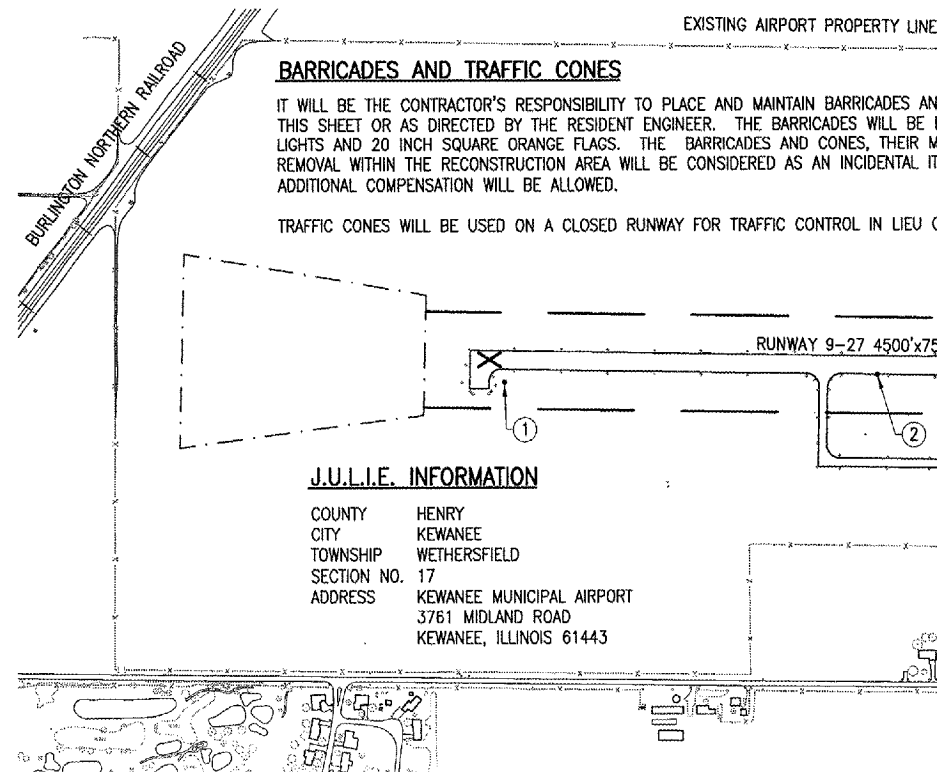 EXISTING AIRPORT PROPERTY LINE
BURLINGTON NORTHERN RAILROAD
BARRICADES AND TRAFFIC CONES
IT WILL BE THE CONTRACTOR'S RESPONSIBILITY TO PLACE AND MAINTAIN BARRICADES AN
THIS SHEET OR AS DIRECTED BY THE RESIDENT ENGINEER. THE BARRICADES WILL BE
LIGHTS AND 20 INCH SQUARE ORANGE FLAGS. THE BARRICADES AND CONES, THEIR M
REMOVAL WITHIN THE RECONSTRUCTION AREA WILL BE CONSIDERED AS AN INCIDENTAL IT
ADDITIONAL COMPENSATION WILL BE ALLOWED.
TRAFFIC CONES WILL BE USED ON A CLOSED RUNWAY FOR TRAFFIC CONTROL IN LIEU
RUNWAY 9-27 4500'x75
1
2
J.U.L.I.E. INFORMATION
COUNTY HENRY
CITY KEWANEE
TOWNSHIP WETHERSFIELD
SECTION NO. 17
ADDRESS KEWANEE MUNICIPAL AIRPORT
3761 MIDLAND ROAD
KEWANEE, ILLINOIS 61443